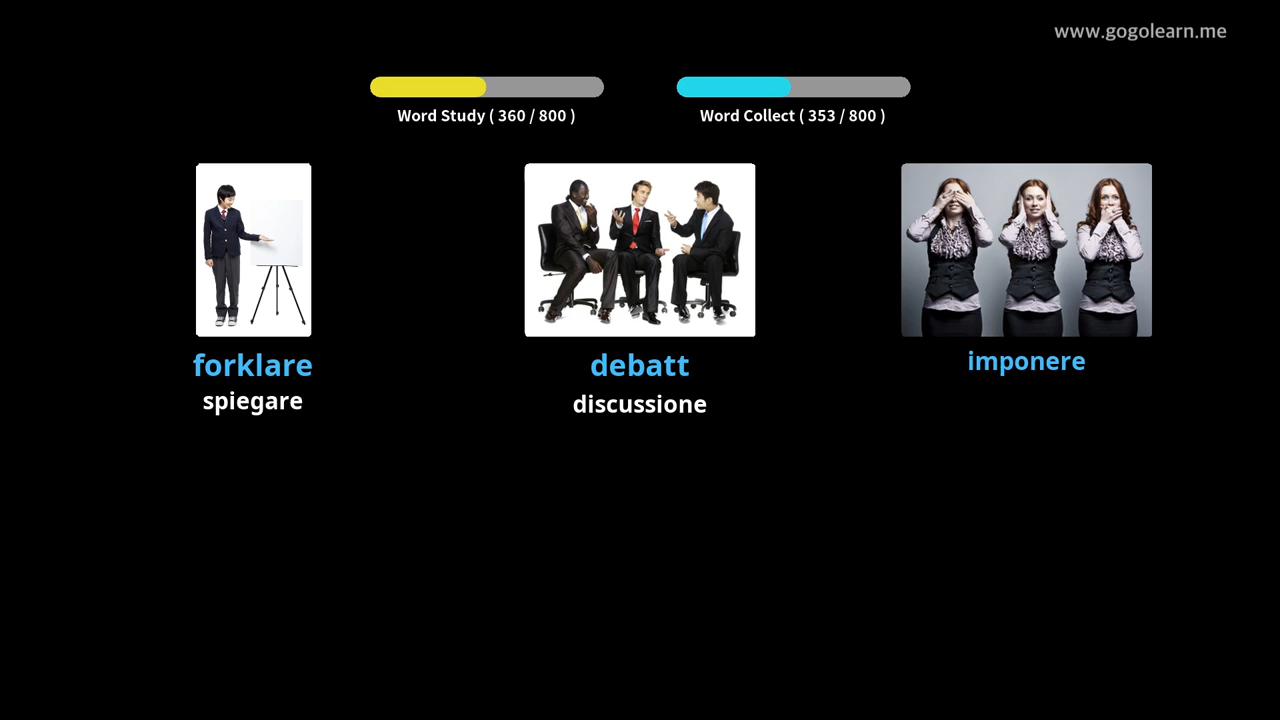 www.gogolearn.me
Word Study ( 360 / 800 )
Word Collect ( 353 / 800 )
forklare
spiegare
debatt
discussione
imponere